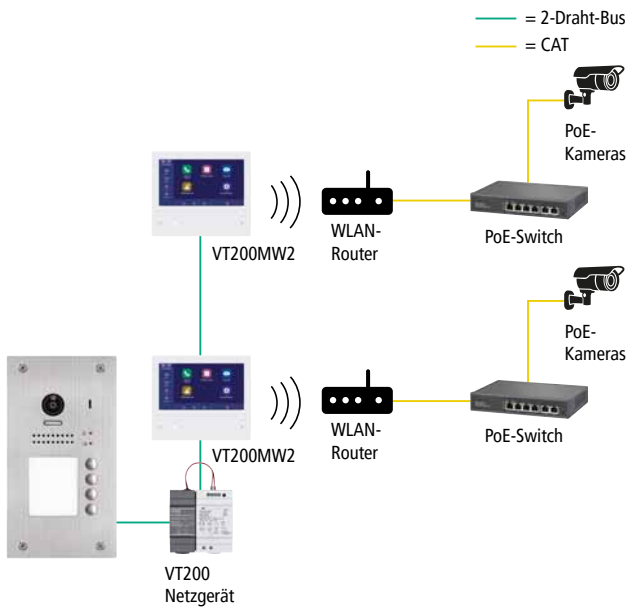 = 2-Draht-Bus
= CAT
PoE-
Kameras
VT200MW2
WLAN-
Router
PoE-Switch
PoE-
Kameras
VT200MW2
WLAN-
Router
PoE-Switch
VT200
Netzgerät